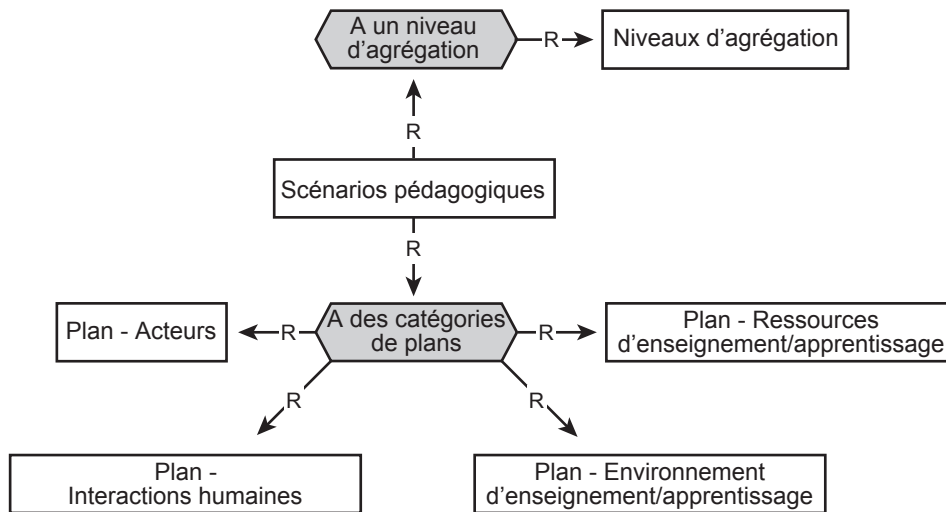 A un niveau
d'agrégation
R
Niveaux d'agrégation
R
Scénarios pédagogiques
R
Plan - Acteurs
R
A des catégories
de plans
R
Plan - Ressources
d'enseignement/apprentissage
R
R
Plan -
Interactions humaines
Plan - Environnement
d'enseignement/apprentissage